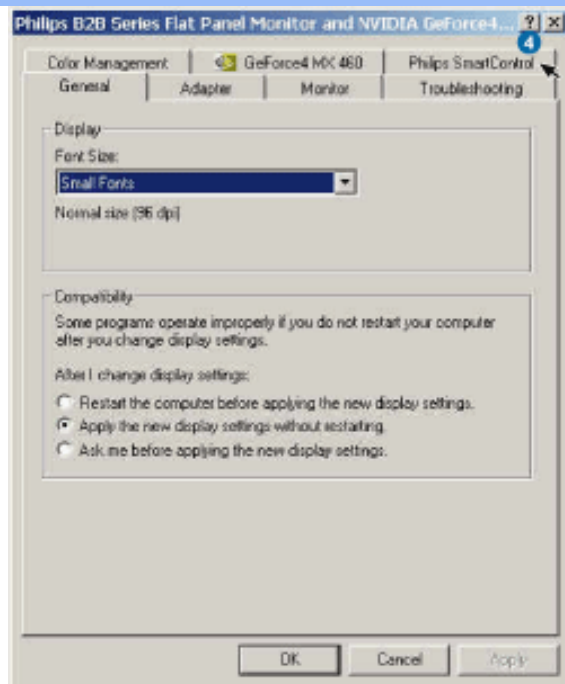 Philips B2B Series Flat Panel Monitor and NVIDIA GeForce4... ? X
4
Color Management GeForce4 MX 460 Philips SmartControl
General Adapter Monitor Troubleshooting
Display
Font Size:
Small Fonts
Normal size (96 dpi)
Compatibility
Some programs operate improperly if you do not restart your computer
after you change display settings.
After I change display settings:
Restart the computer before applying the new display settings.
Apply the new display settings without restarting.
Ask me before applying the new display settings.
OK Cancel Apply